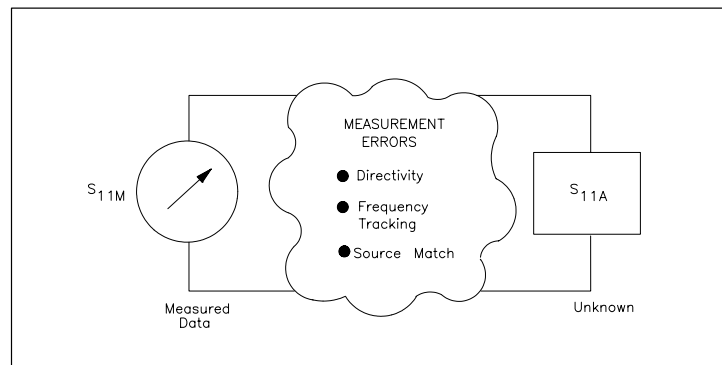 MEASUREMENT
ERRORS
● Directivity
● Frequency
Tracking
● Source Match
S11M
S11A
Measured
Data
Unknown